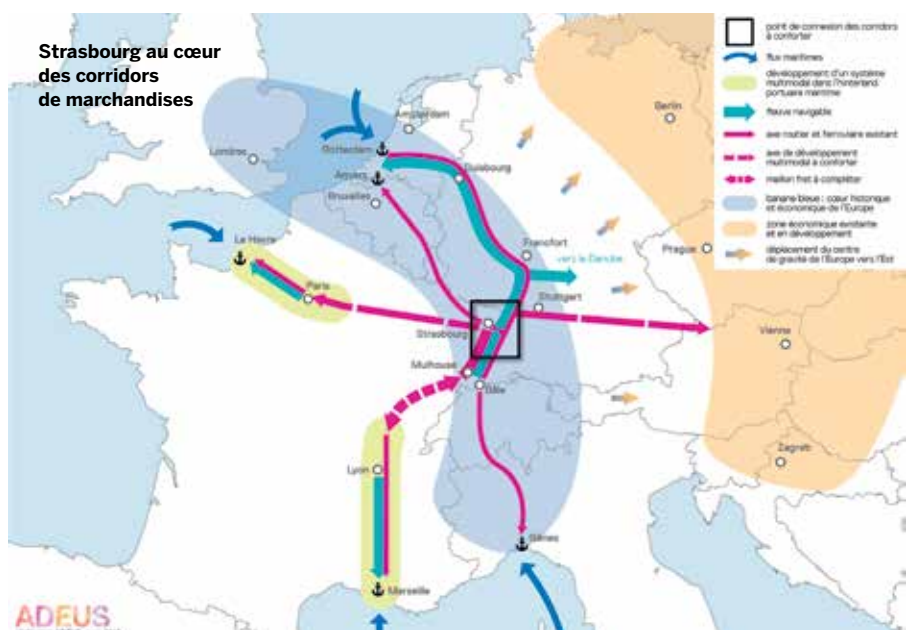 Strasbourg au cœur
des corridors
de marchandises
point de connexion des corridors
à conforter
flux maritimes
développement d'un système
multimodal dans l'hinterland
portuaire maritime
fleuve navigable
axe routier et ferroviaire existant
axe de développement
multimodal à conforter
maillon fret à compléter
banane bleue : cœur historique
et économique de l'Europe
zone économique existante
et en développement
déplacement du centre
de gravité de l'Europe vers l'Est
Berlin
Amsterdam
Londres
Rotterdam
Duisbourg
Anvers
Bruxelles
Le Havre
Francfort
Prague
vers le Danube
Paris
Stuttgart
Strasbourg
Vienne
Mulhouse
Bâle
Lyon
Zagreb
Gênes
Marseille
ADEUS